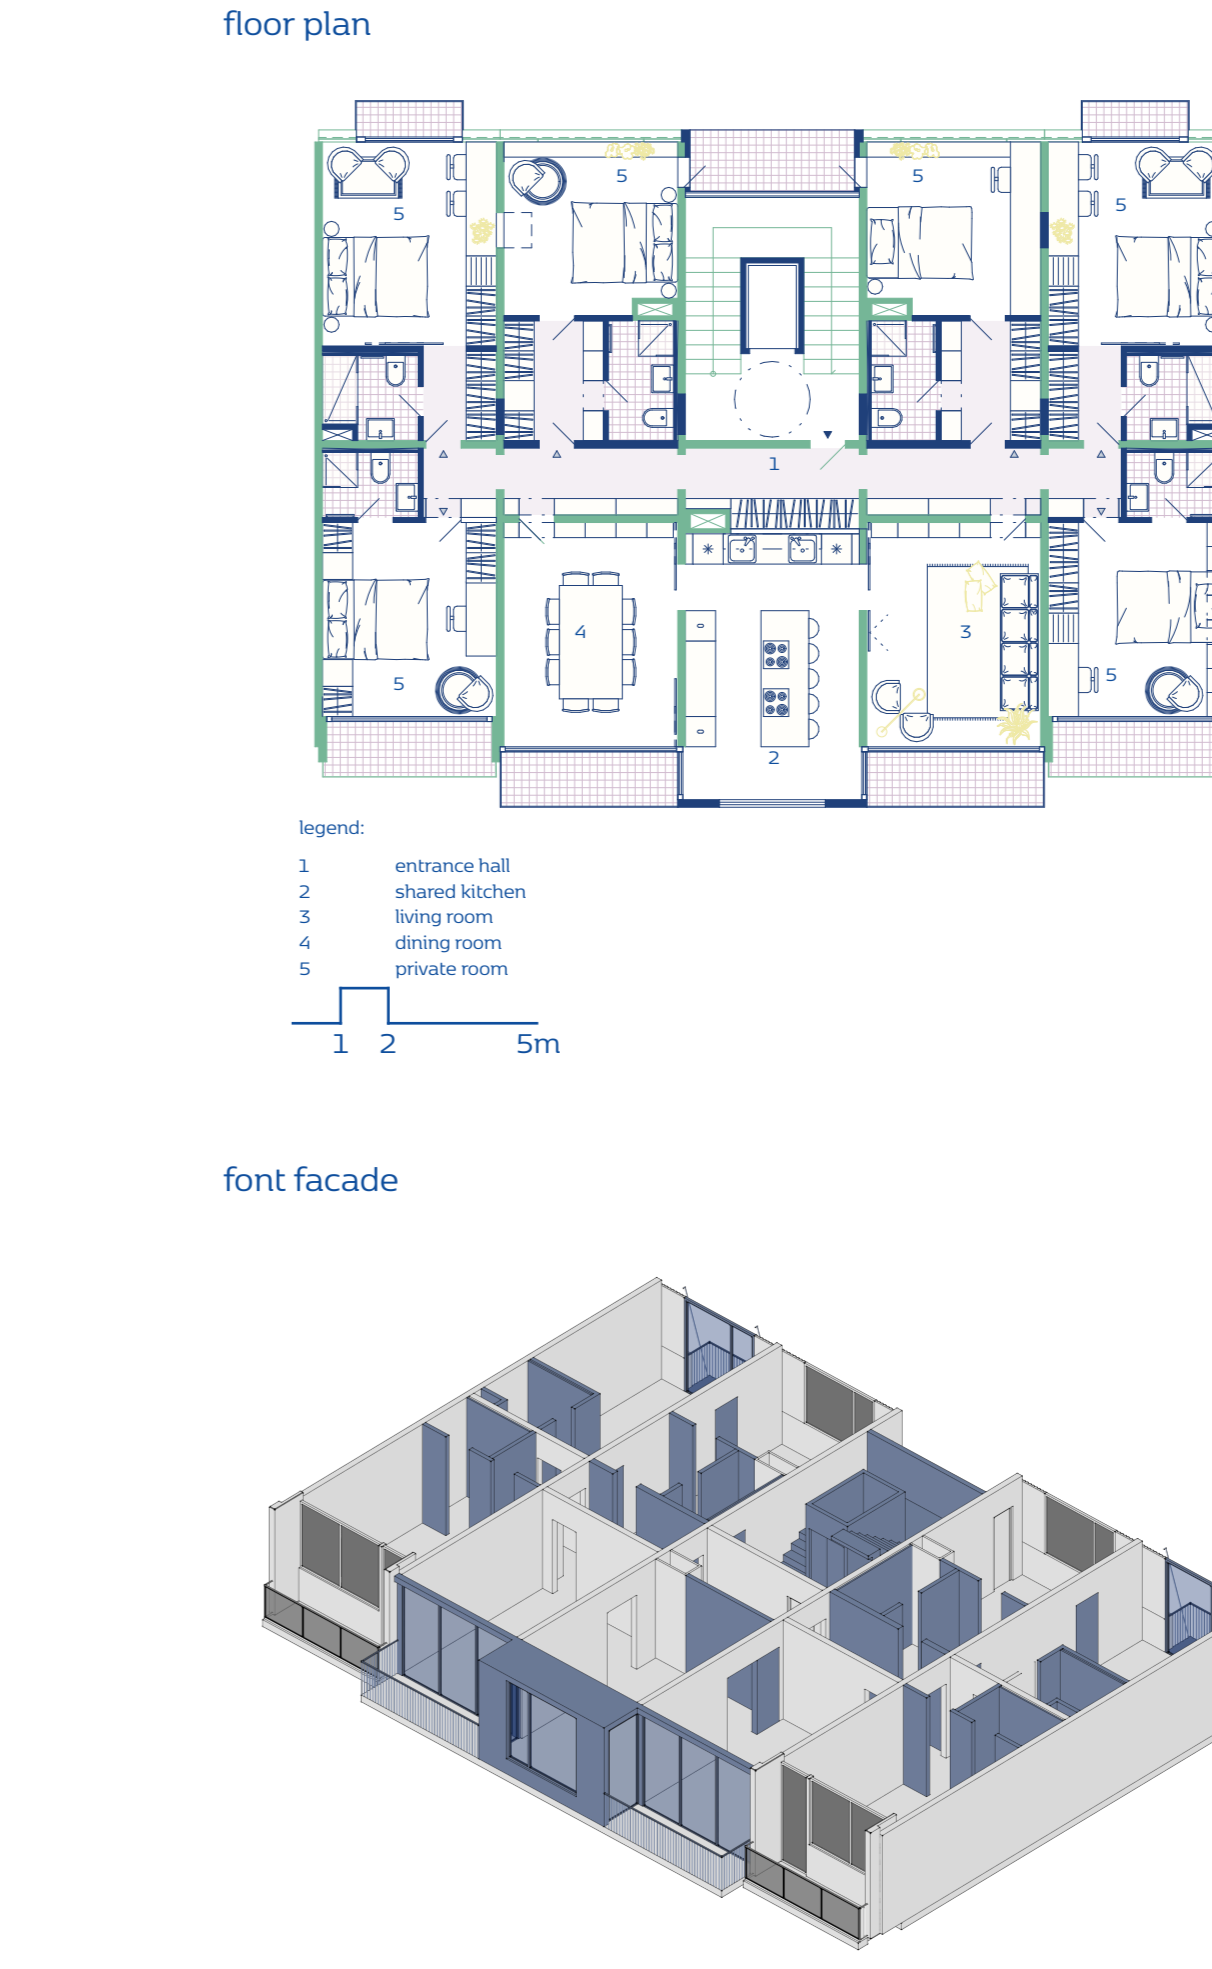 floor plan
5
5
5
5
1
4
3
5
5
2
legend:
1 entrance hall
2 shared kitchen
3 living room
4 dining room
5 private room
1 2 5m
font facade